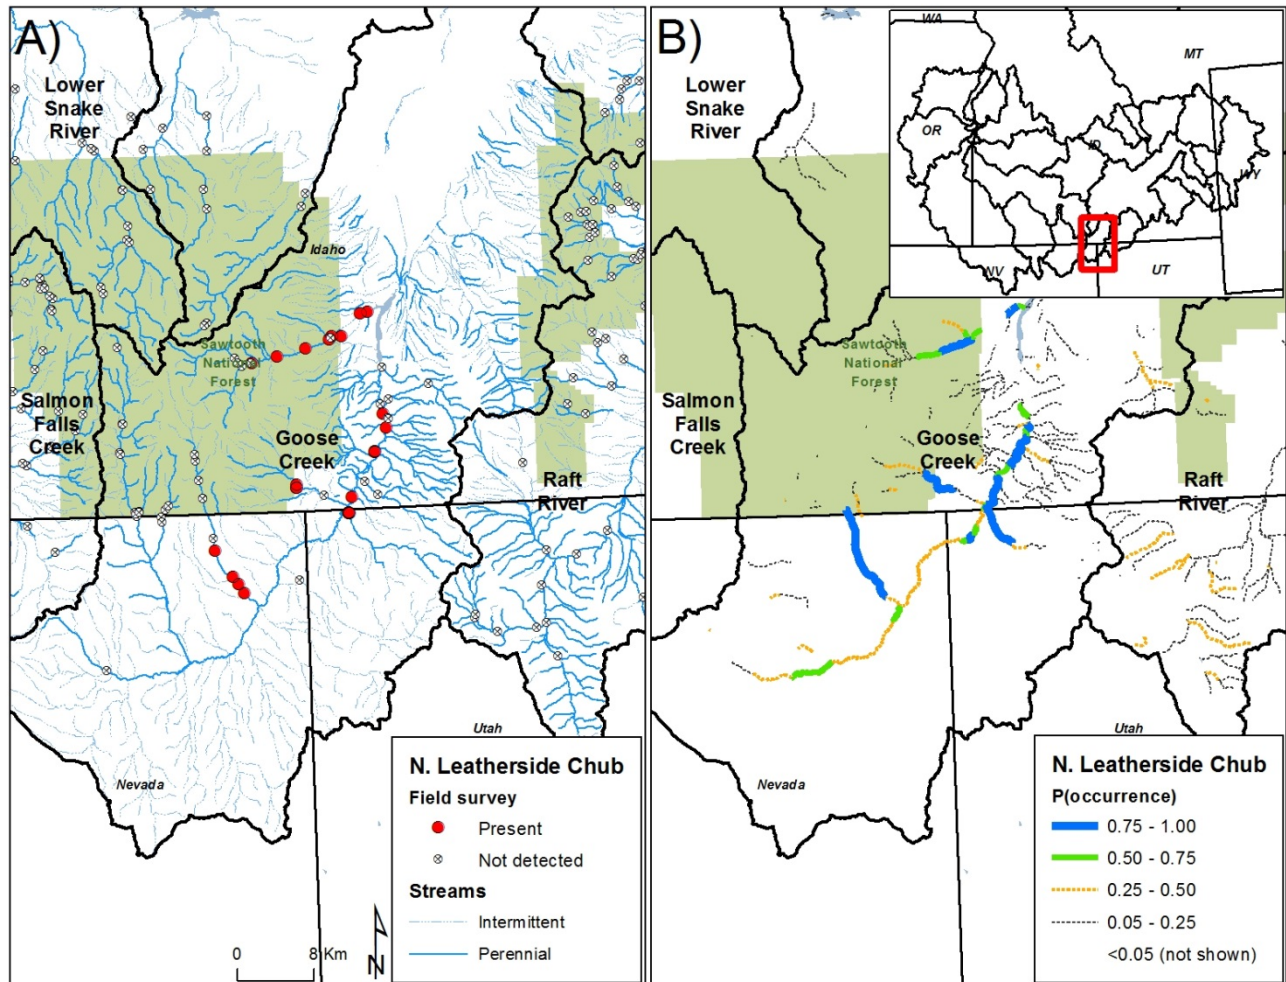 A)
Lower
Snake
River
Idaho
Sawtooth
National
Forest
Salmon
Falls
Creek
Goose
Creek
Raft
River
Utah
Nevada
N. Leatherside Chub
Field survey
Present
Not detected
Streams
Intermittent
Perennial
0 8 Km
N
B)
Lower
Snake
River
WA
MT
OR
ID
WY
NV
UT
Sawtooth
National
Forest
Salmon
Falls
Creek
Goose
Creek
Raft
River
Utah
Nevada
N. Leatherside Chub
P(occurrence)
0.75 - 1.00
0.50 - 0.75
0.25 - 0.50
0.05 - 0.25
<0.05 (not shown)